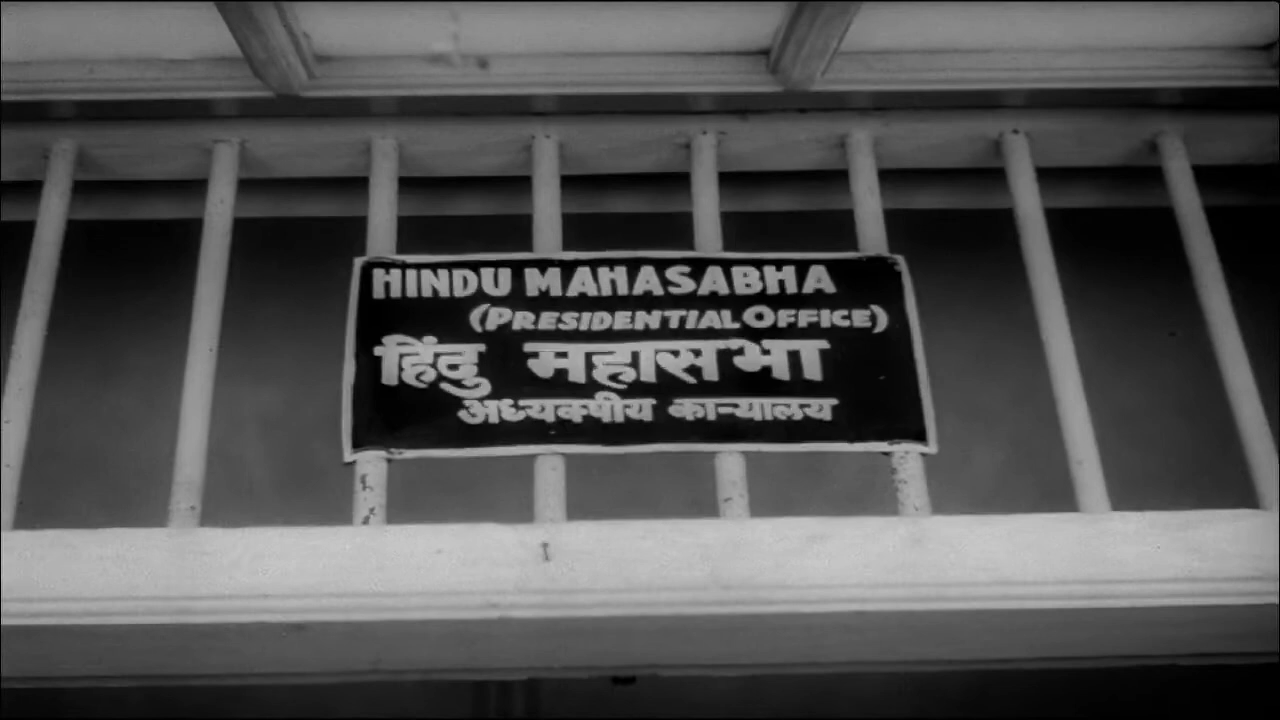 HINDU MAHASABHA
(PRESIDENTIAL OFFICE)
हिंदु महासभा
अध्यक्षीय कार्यालय